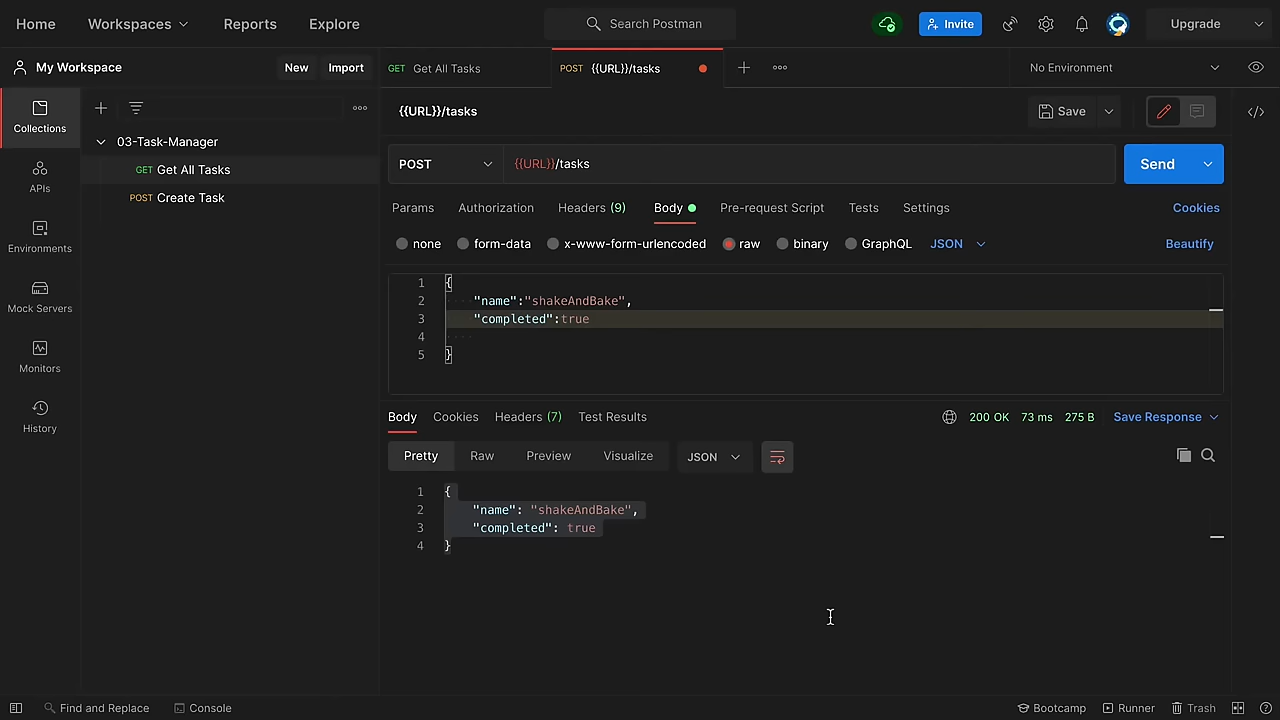 Home Workspaces Reports Explore Search Postman Invite Upgrade
My Workspace New Import GET Get All Tasks POST {{URL}}/tasks No Environment
Collections
APIs
Environments
Mock Servers
Monitors
History
03-Task-Manager
GET Get All Tasks
POST Create Task
{{URL}}/tasks Save
POST {{URL}}/tasks Send
Params Authorization Headers (9) Body Pre-request Script Tests Settings Cookies
none form-data x-www-form-urlencoded raw binary GraphQL JSON Beautify
1 {
2 "name":"shakeAndBake",
3 "completed":true
4
5 }
Body Cookies Headers (7) Test Results 200 OK 73 ms 275 B Save Response
Pretty Raw Preview Visualize JSON
1 {
2 "name": "shakeAndBake",
3 "completed": true
4 }
Find and Replace Console Bootcamp Runner Trash